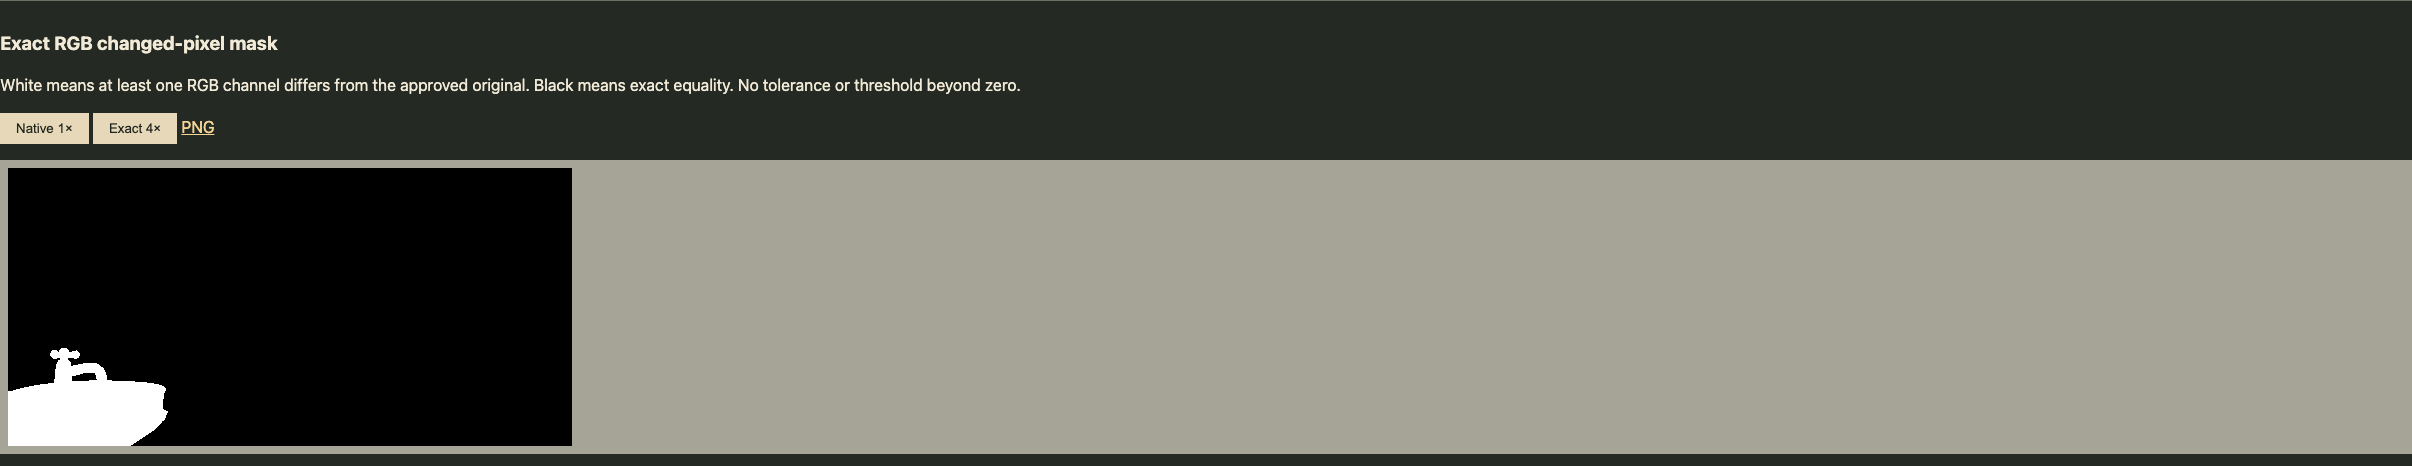 Exact RGB changed-pixel mask
White means at least one RGB channel differs from the approved original. Black means exact equality. No tolerance or threshold beyond zero.
Native 1× Exact 4× PNG